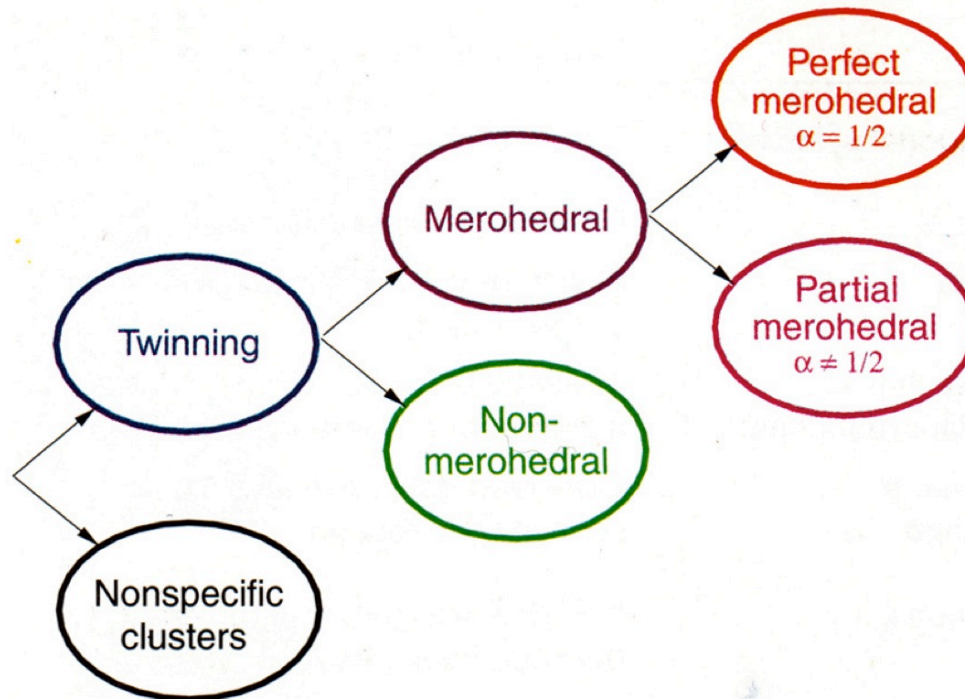 Perfect
merohedral
α = 1/2
Merohedral
Partial
merohedral
α ≠ 1/2
Twinning
Non-
merohedral
Nonspecific
clusters